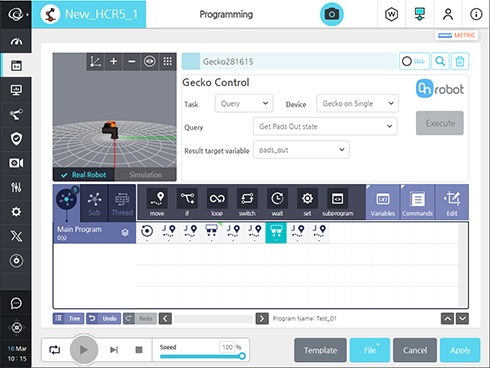 New_HCR5_1
Programming
METRIC
Gecko281615
Skip
Gecko Control
On robot
Task
Query
Device
Gecko on Single
Query
Get Pads Out state
Execute
Result target variable
pads_out
Real Robot
Simulation
Sub
Thread
move
if
loop
switch
wait
set
subprogram
Variables
Commands
Edit
Main Program
0(s)
Tree
Undo
Redo
Program Name: Test_01
16 Mar
10 : 15
Speed
100 %
Template
File
Cancel
Apply